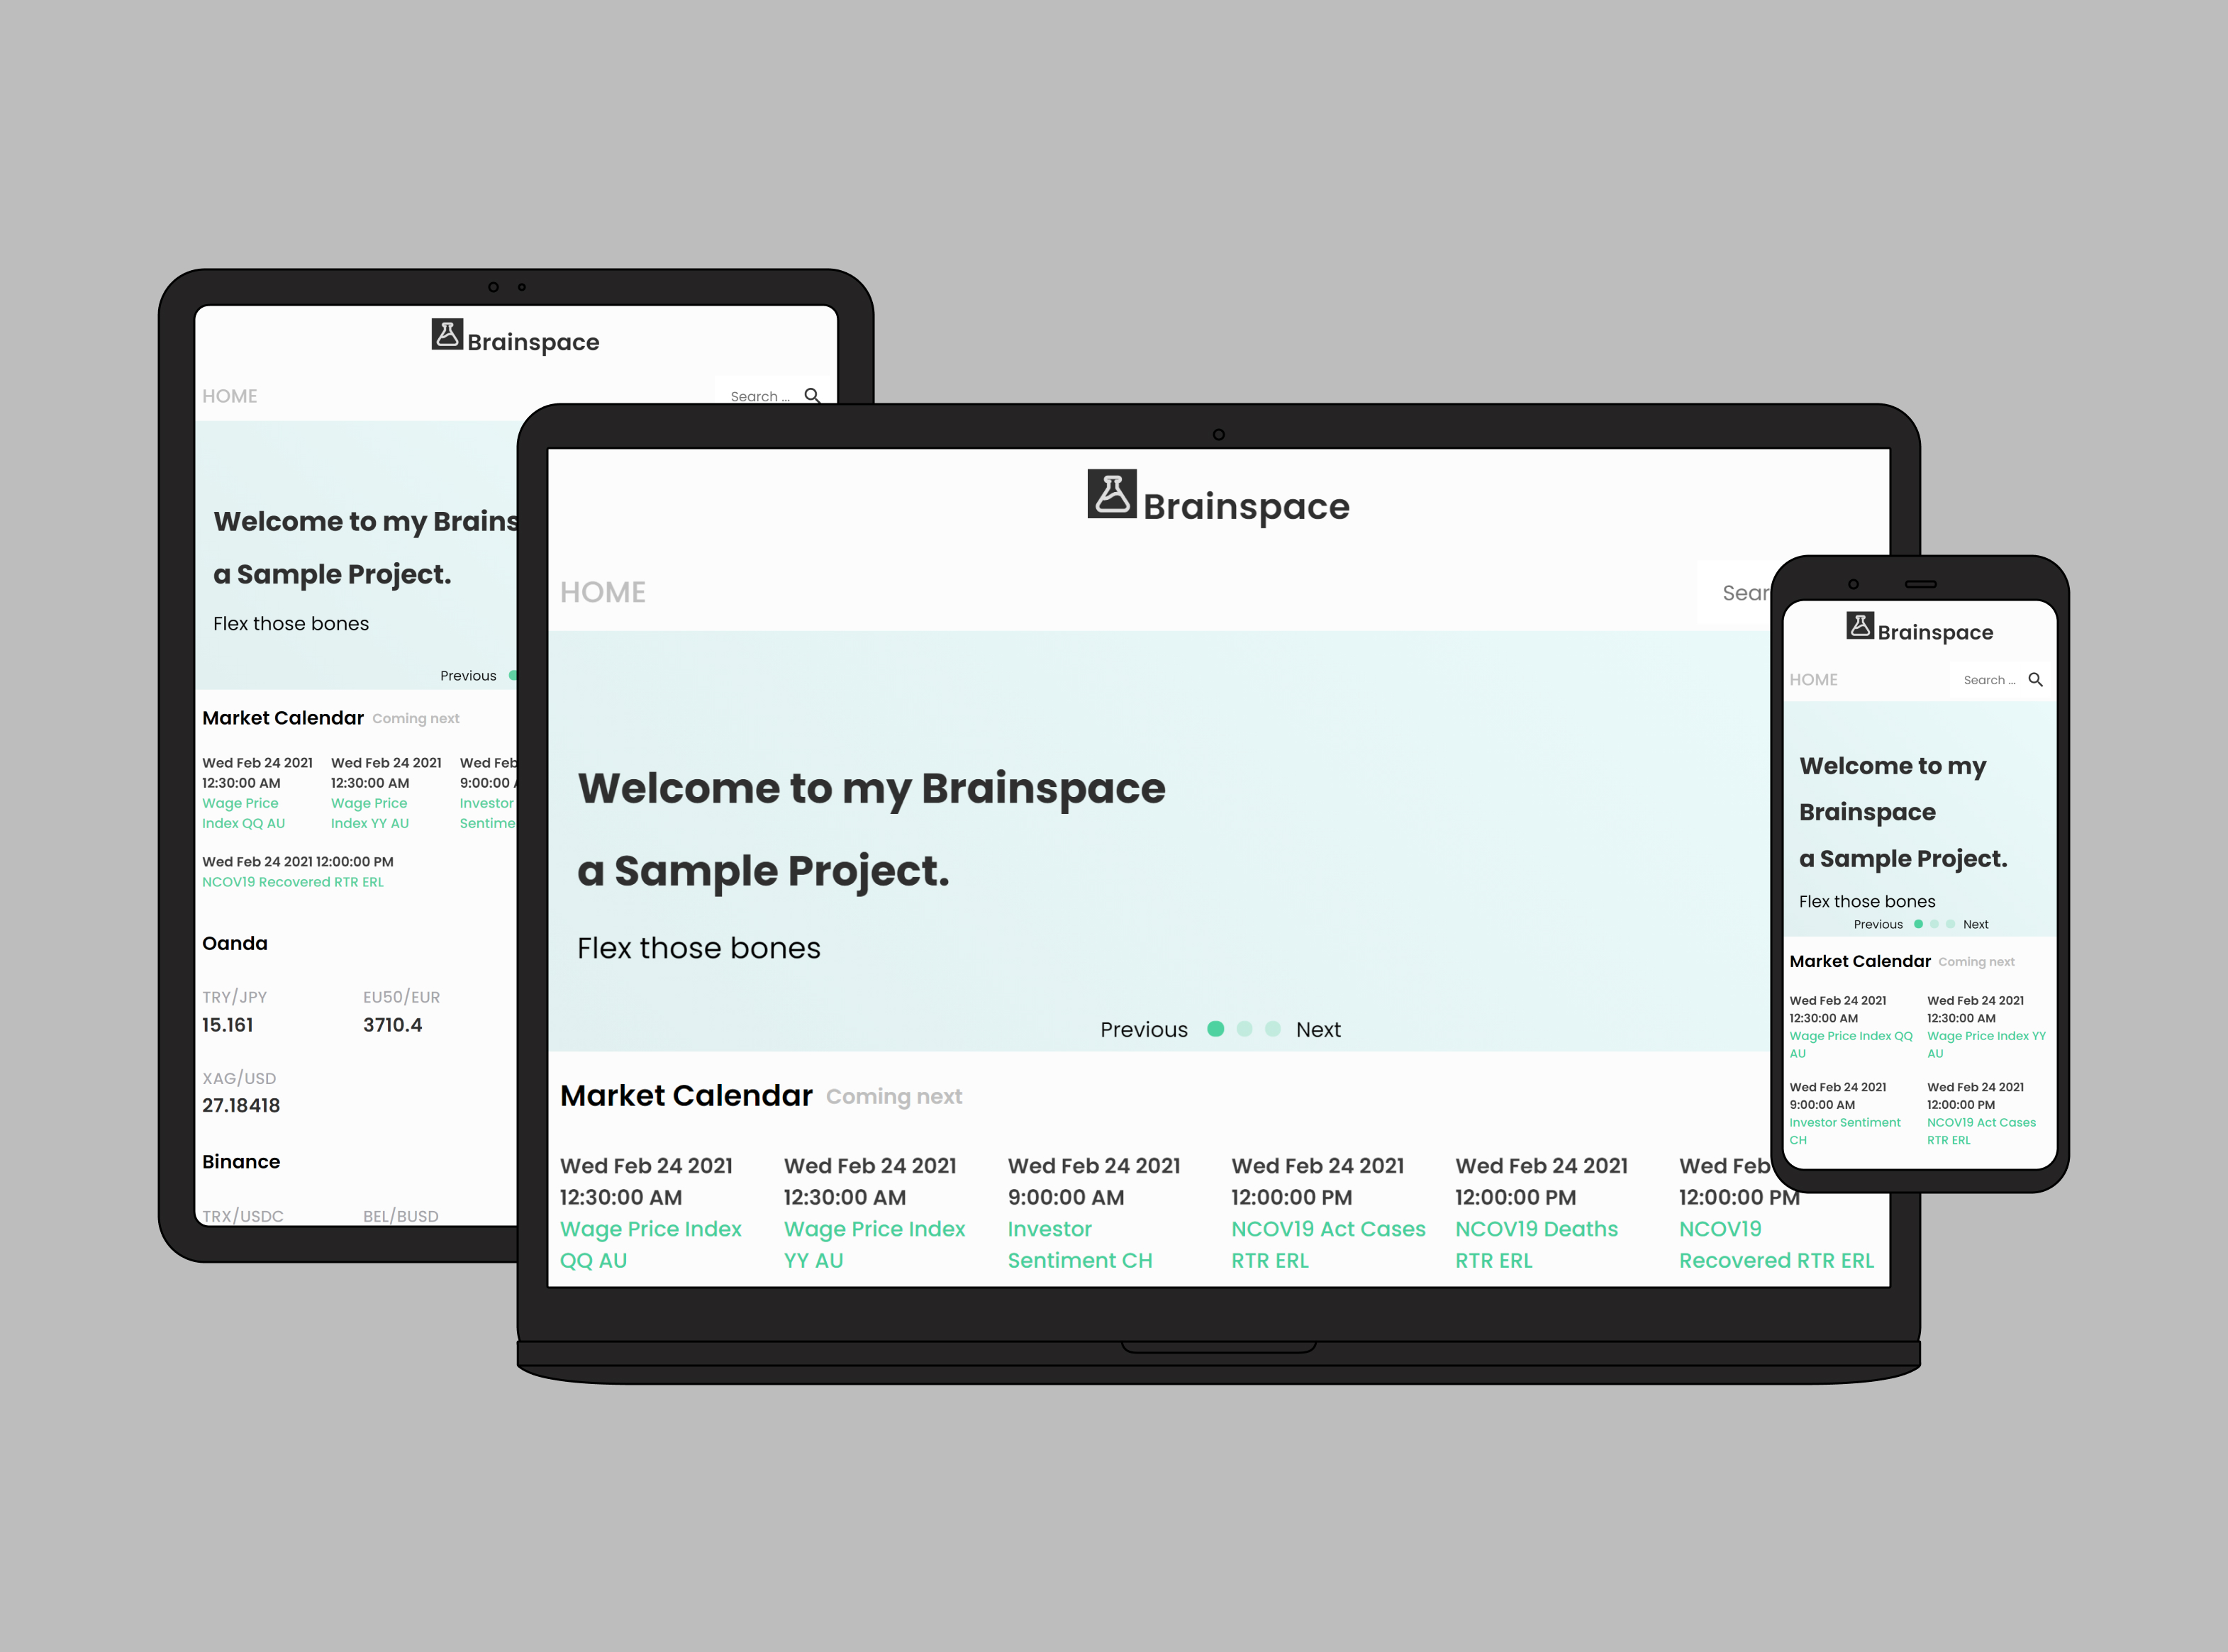 Brainspace
HOME
Search ...
Welcome to my Brains
a Sample Project.
Flex those bones
Previous
Market Calendar Coming next
Wed Feb 24 2021 Wed Feb 24 2021 Wed Feb
12:30:00 AM 12:30:00 AM 9:00:00
Wage Price Wage Price Investor
Index QQ AU Index YY AU Sentime
Wed Feb 24 2021 12:00:00 PM
NCOV19 Recovered RTR ERL
Oanda
TRY/JPY EU50/EUR
15.161 3710.4
XAG/USD
27.18418
Binance
TRX/USDC BEL/BUSD
Brainspace
HOME Sear
Welcome to my Brainspace
a Sample Project.
Flex those bones
Previous Next
Market Calendar Coming next
Wed Feb 24 2021 Wed Feb 24 2021 Wed Feb 24 2021 Wed Feb 24 2021 Wed Feb 24 2021 Wed Feb
12:30:00 AM 12:30:00 AM 9:00:00 AM 12:00:00 PM 12:00:00 PM 12:00:00 PM
Wage Price Index Wage Price Index Investor NCOV19 Act Cases NCOV19 Deaths NCOV19
QQ AU YY AU Sentiment CH RTR ERL RTR ERL Recovered RTR ERL
Brainspace
HOME Search ...
Welcome to my
Brainspace
a Sample Project.
Flex those bones
Previous Next
Market Calendar Coming next
Wed Feb 24 2021 Wed Feb 24 2021
12:30:00 AM 12:30:00 AM
Wage Price Index QQ Wage Price Index YY
AU AU
Wed Feb 24 2021 Wed Feb 24 2021
9:00:00 AM 12:00:00 PM
Investor Sentiment NCOV19 Act Cases
CH RTR ERL